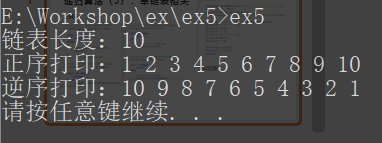 E:\Workshop\ex\ex5>ex5
链表长度：10
正序打印：1 2 3 4 5 6 7 8 9 10
逆序打印：10 9 8 7 6 5 4 3 2 1
请按任意键继续. . .